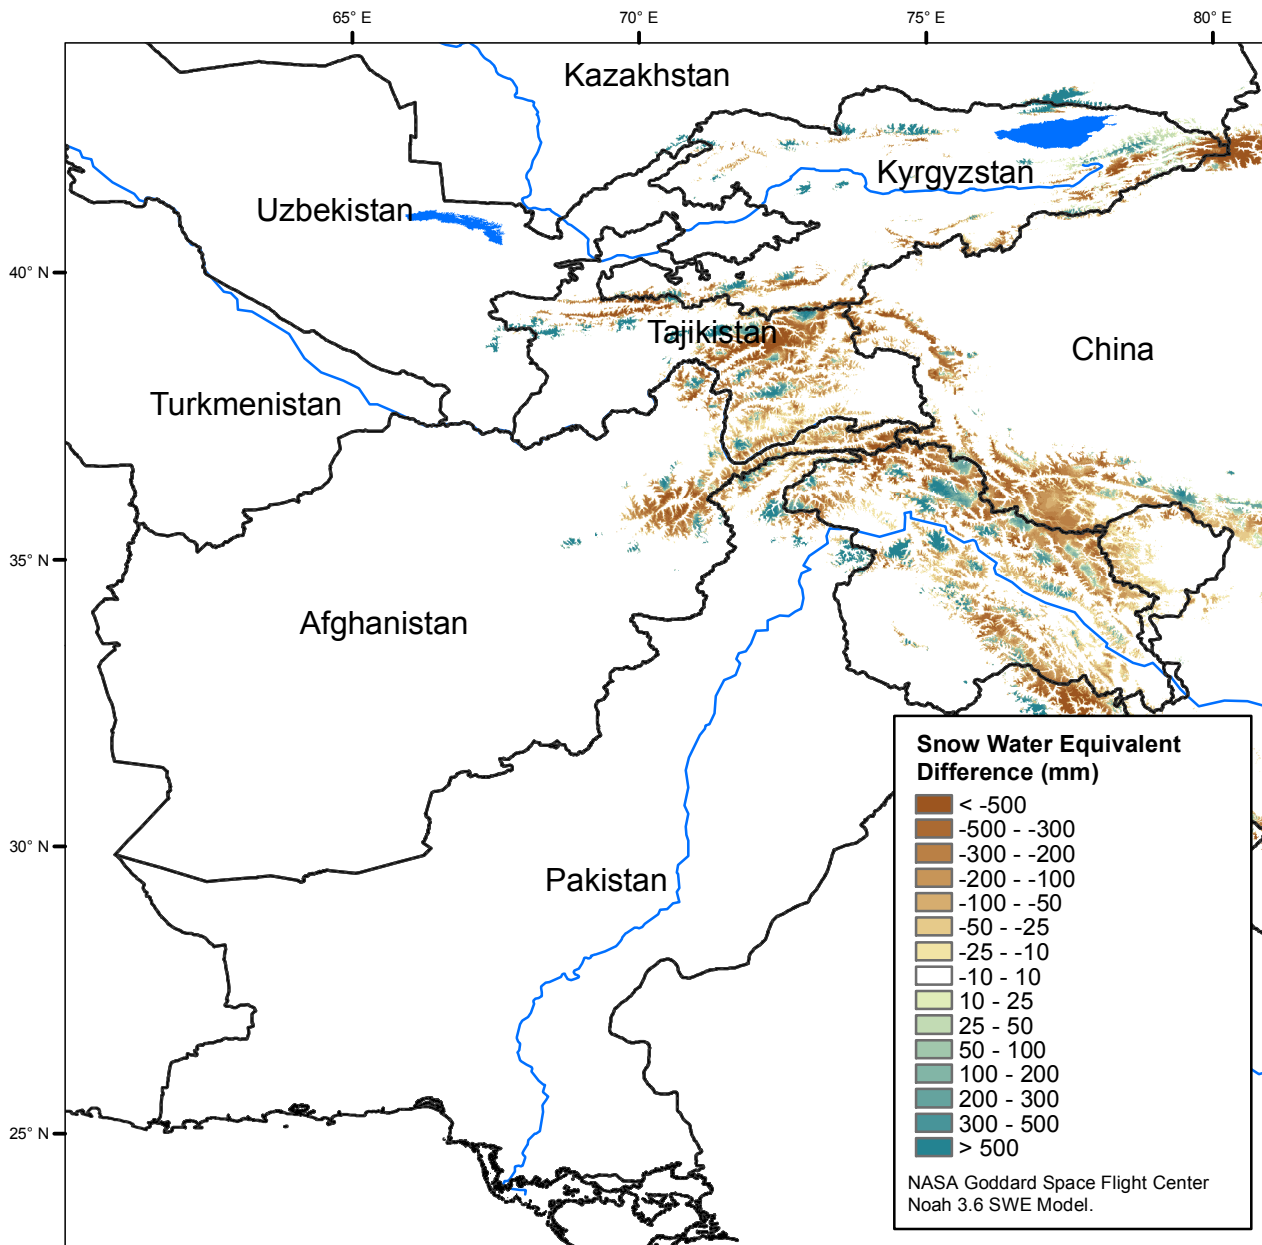 65° E
70° E
75° E
80° E
Kazakhstan
Kyrgyzstan
Uzbekistan
40° N
Tajikistan
China
Turkmenistan
35° N
Afghanistan
Snow Water Equivalent
Difference (mm)
< -500
-500 - -300
-300 - -200
-200 - -100
-100 - -50
-50 - -25
-25 - -10
-10 - 10
10 - 25
25 - 50
50 - 100
100 - 200
200 - 300
300 - 500
> 500
30° N
Pakistan
25° N
NASA Goddard Space Flight Center
Noah 3.6 SWE Model.